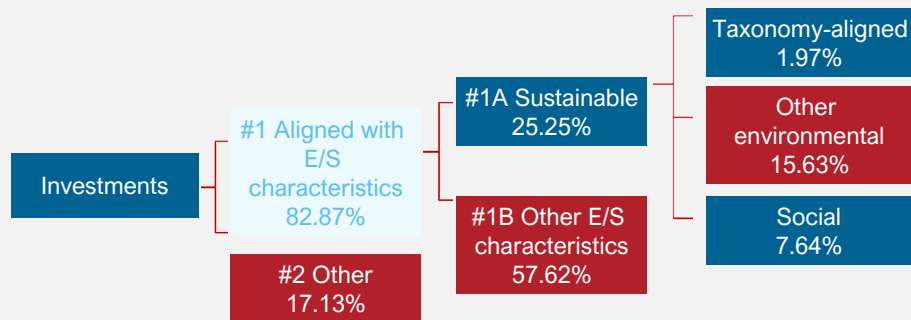 Investments
#1 Aligned with
E/S
characteristics
82.87%
#2 Other
17.13%
#1A Sustainable
25.25%
#1B Other E/S
characteristics
57.62%
Taxonomy-aligned
1.97%
Other
environmental
15.63%
Social
7.64%